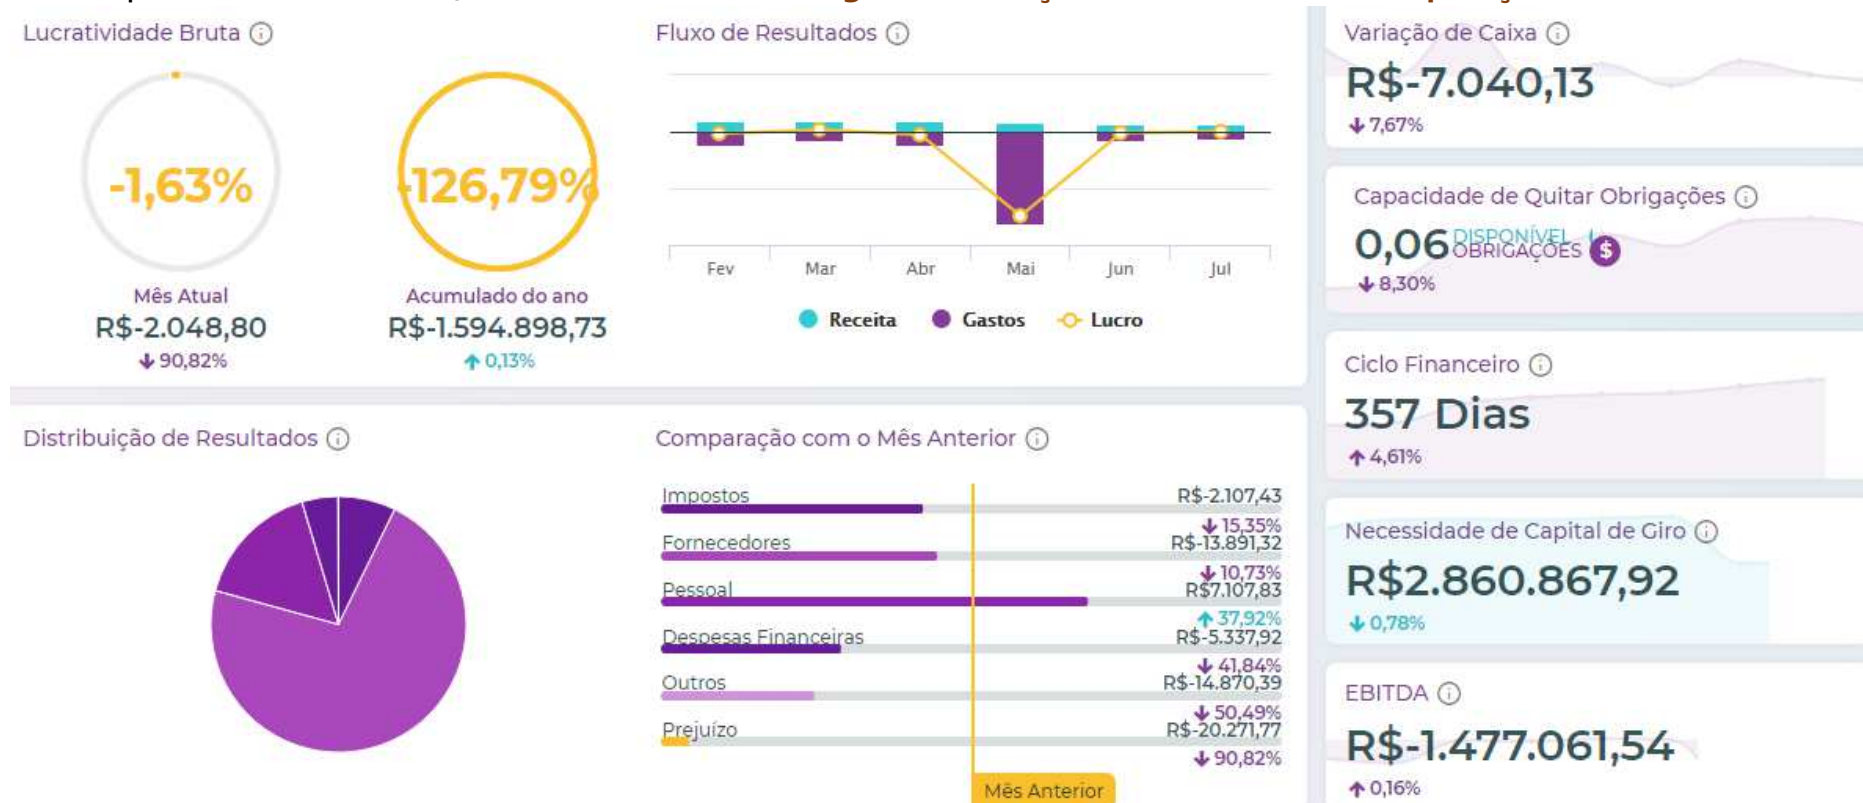 Lucratividade Bruta
-1,63%
Mês Atual
R$-2.048,80
90,82%
-126,79%
Acumulado do ano
R$-1.594.898,73
0,13%
Fluxo de Resultados
Fev Mar Abr Mai Jun Jul
Receita Gastos Lucro
Variação de Caixa
R$-7.040,13
7,67%
Capacidade de Quitar Obrigações
0,06 DISPONÍVEL
OBRIGAÇÕES $
8,30%
Ciclo Financeiro
357 Dias
4,61%
Necessidade de Capital de Giro
R$2.860.867,92
0,78%
EBITDA
R$-1.477.061,54
0,16%
Distribuição de Resultados
Comparação com o Mês Anterior
Impostos R$-2.107,43
15,35%
Fornecedores R$-13.891,32
10,73%
Pessoal R$7.107,83
37,92%
Despesas Financeiras R$-5.337,92
41,84%
Outros R$-14.870,39
50,49%
Prejuízo R$-20.271,77
90,82%
Mês Anterior